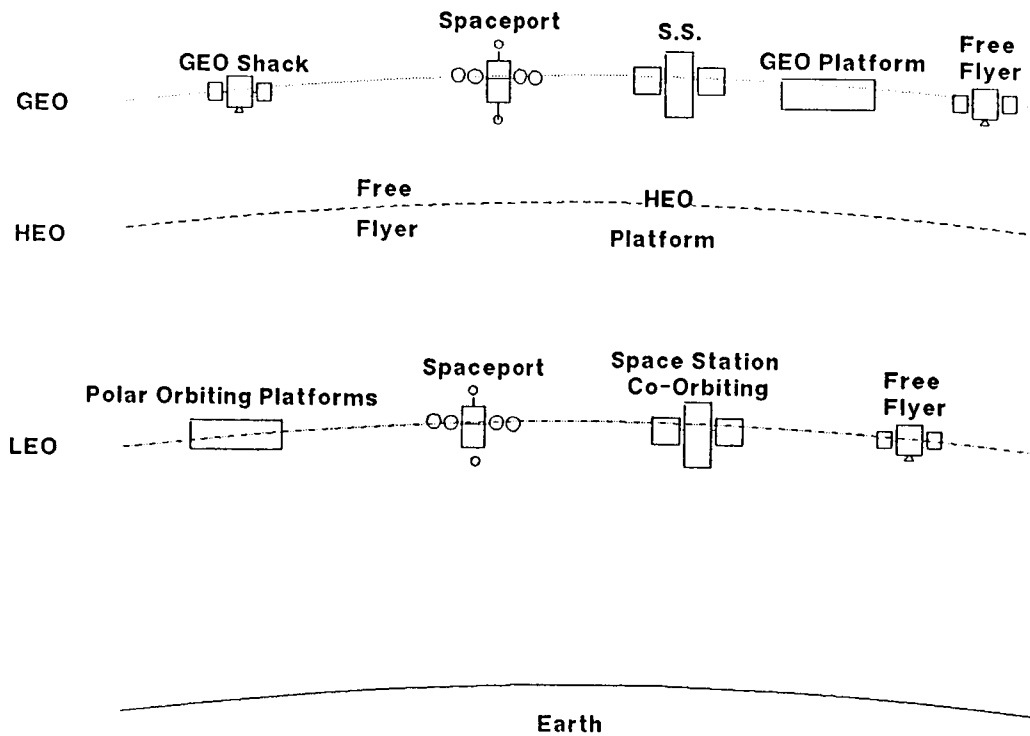 Spaceport
S.S.
GEO Shack
GEO Platform
Free
Flyer
GEO
Free
HEO
HEO
Flyer
Platform
Spaceport
Space Station
Co-Orbiting
Polar Orbiting Platforms
Free
Flyer
LEO
Earth